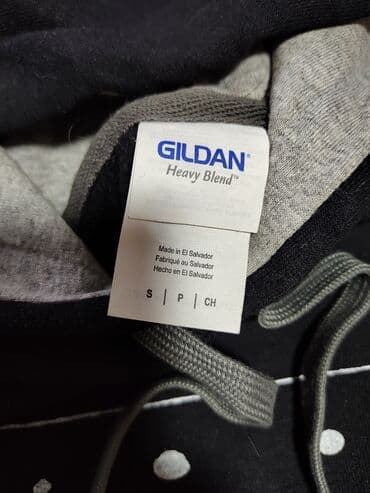 GILDAN®
Heavy Blend™
Made in El Salvador
Fabriqué au Salvador
Hecho en El Salvador
S | P | CH